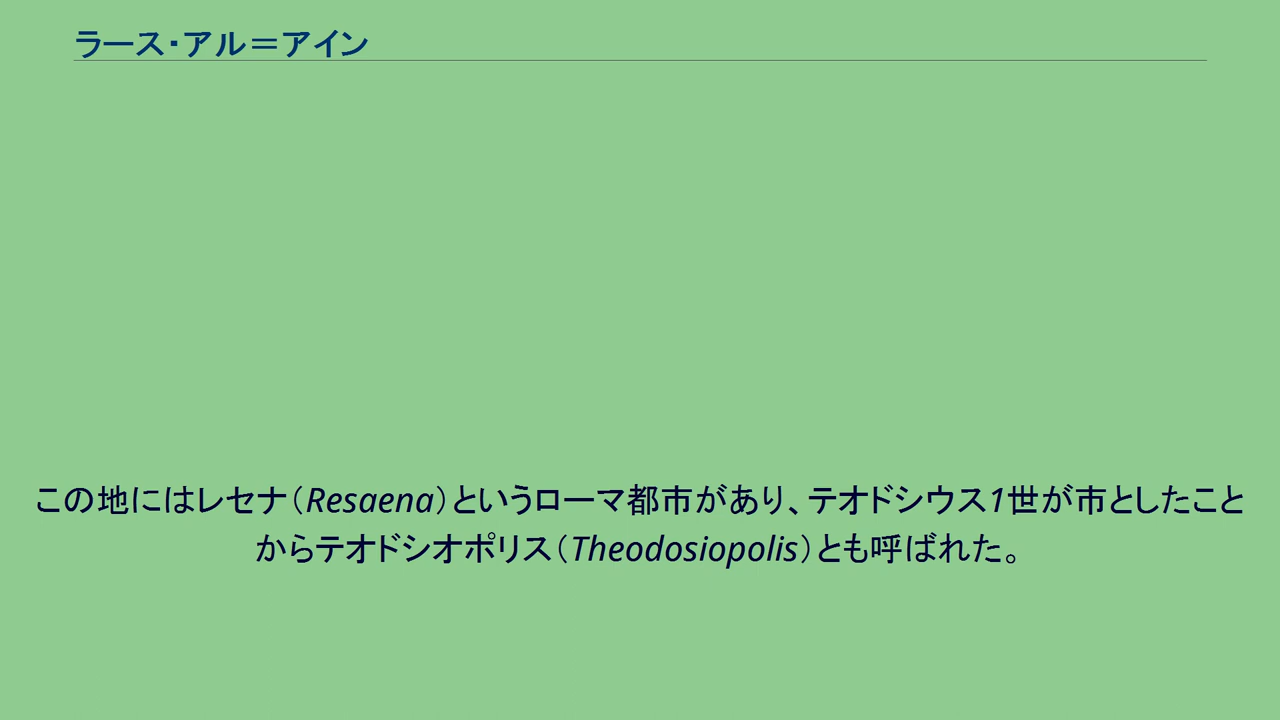 ラース・アル＝アイン
この地にはレセナ（Resaena）というローマ都市があり、テオドシウス1世が市としたこと
からテオドシオポリス（Theodosiopolis）とも呼ばれた。